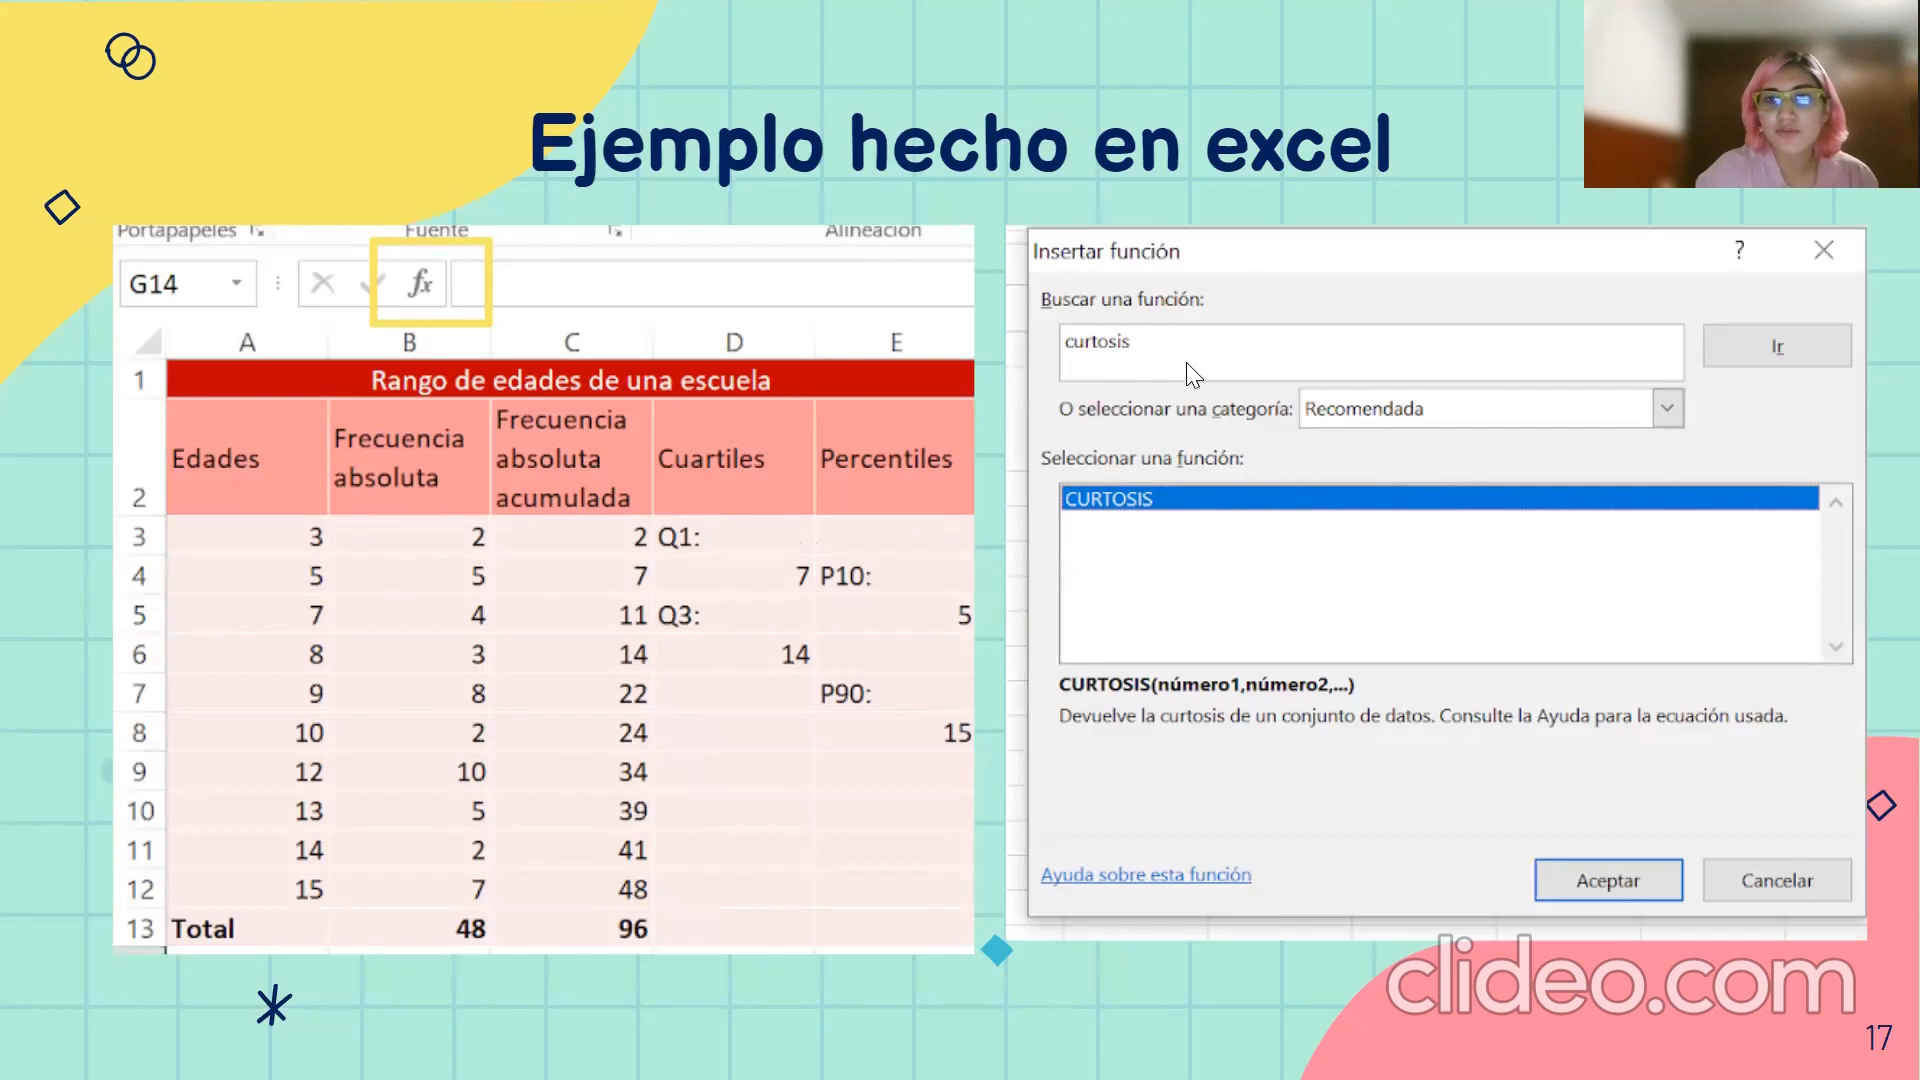 Ejemplo hecho en excel
Portapapeles Fuente Alineación
G14 fx
A B C D E
1 Rango de edades de una escuela
2 Edades Frecuencia absoluta Frecuencia absoluta acumulada Cuartiles Percentiles
3 3 2 2 Q1:
4 5 5 7 7 P10:
5 7 4 11 Q3: 5
6 8 3 14 14
7 9 8 22 P90:
8 10 2 24 15
9 12 10 34
10 13 5 39
11 14 2 41
12 15 7 48
13 Total 48 96
Insertar función ?
Buscar una función:
curtosis
Ir
O seleccionar una categoría: Recomendada
Seleccionar una función:
CURTOSIS
CURTOSIS(número1,número2,...)
Devuelve la curtosis de un conjunto de datos. Consulte la Ayuda para la ecuación usada.
Ayuda sobre esta función
Aceptar Cancelar
clideo.com
17